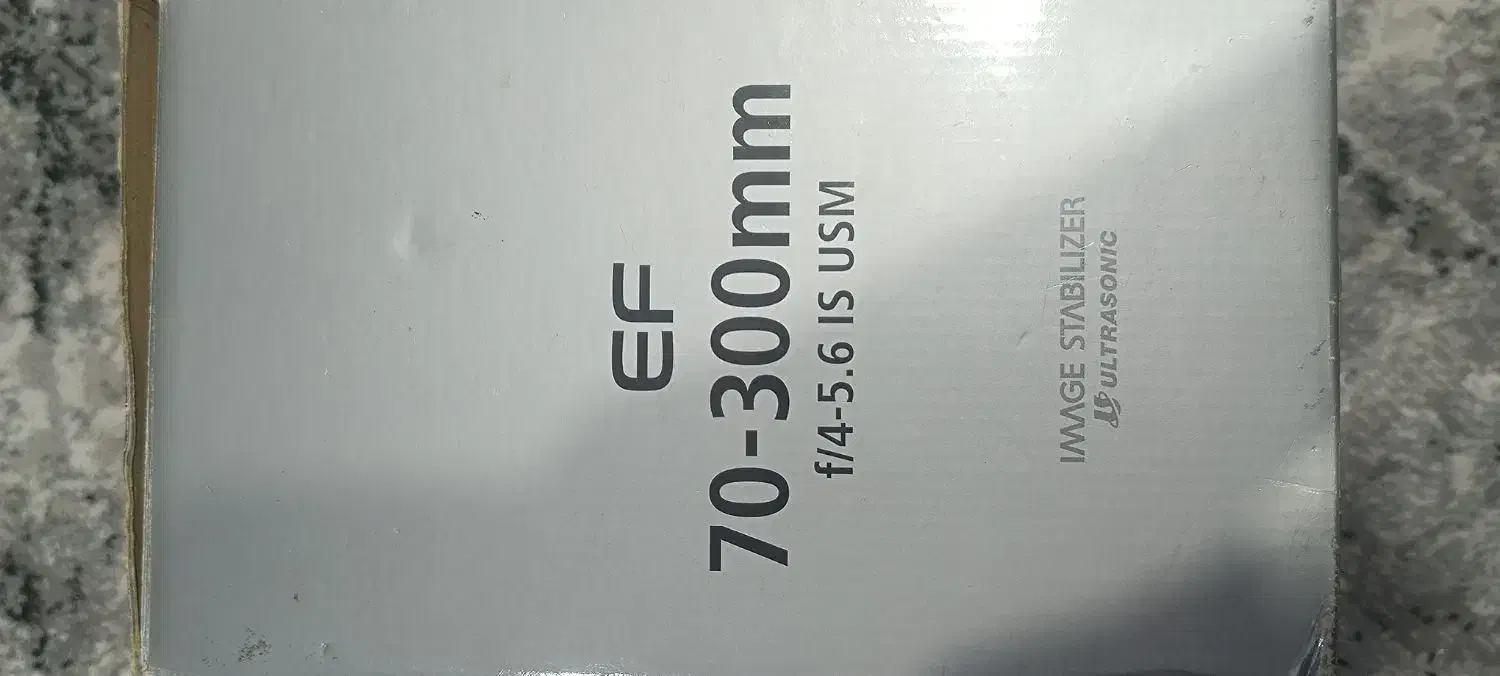 EF
70-300mm
f/4-5.6 IS USM
IMAGE STABILIZER
ULTRASONIC